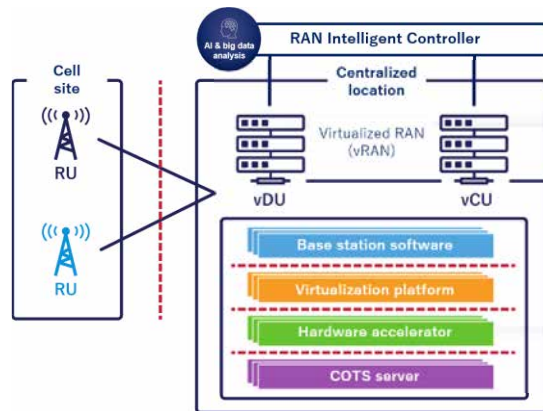 AI & big data
analysis
RAN Intelligent Controller
Cell
site
RU
RU
Centralized
location
Virtualized RAN
(vRAN)
vDU
vCU
Base station software
Virtualization platform
Hardware accelerator
COTS server